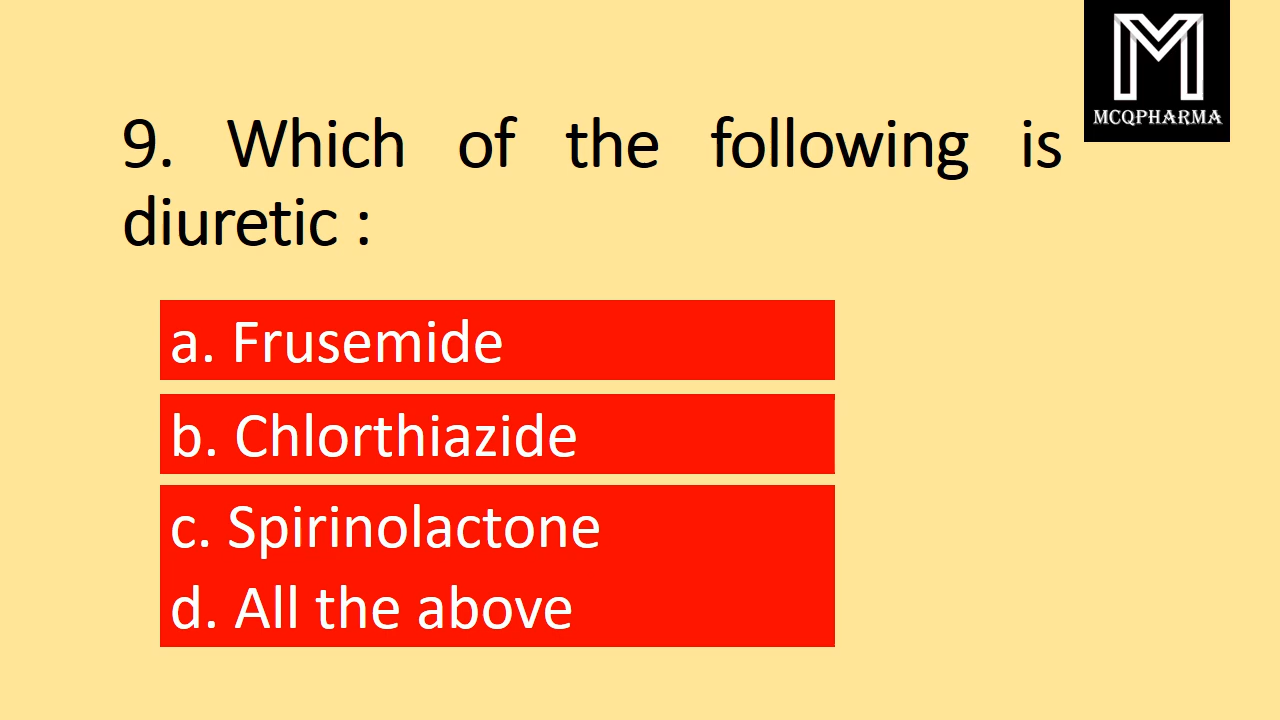 M
MCQPHARMA
9. Which of the following is
diuretic :
a. Frusemide
b. Chlorthiazide
c. Spirinolactone
d. All the above